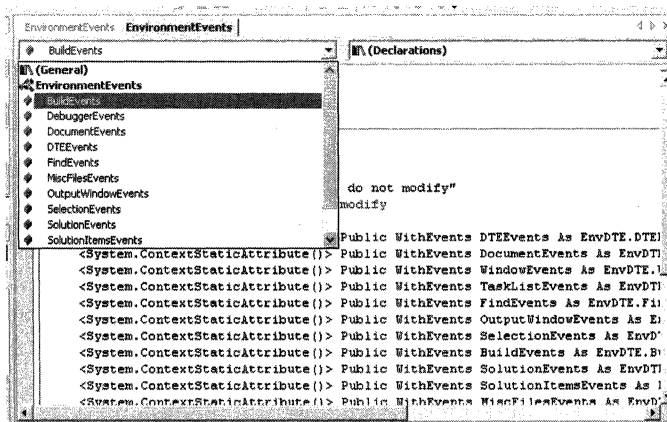 EnvironmentEvents EnvironmentEvents
BuildEvents (Declarations)
(General)
EnvironmentEvents
BuildEvents
DebuggerEvents
DocumentEvents
DTEEvents
FindEvents
MiscFilesEvents
OutputWindowEvents
SelectionEvents
SolutionEvents
SolutionItemsEvents
do not modify"
modify
Public WithEvents DTEEvents As EnvDTE.DTEE
<System.ContextStaticAttribute()> Public WithEvents DocumentEvents As EnvDTE
<System.ContextStaticAttribute()> Public WithEvents WindowEvents As EnvDTE.
<System.ContextStaticAttribute()> Public WithEvents TaskListEvents As EnvDTE
<System.ContextStaticAttribute()> Public WithEvents FindEvents As EnvDTE.Fi
<System.ContextStaticAttribute()> Public WithEvents OutputWindowEvents As E
<System.ContextStaticAttribute()> Public WithEvents SelectionEvents As EnvD
<System.ContextStaticAttribute()> Public WithEvents BuildEvents As EnvDTE.B
<System.ContextStaticAttribute()> Public WithEvents SolutionEvents As EnvDT
<System.ContextStaticAttribute()> Public WithEvents SolutionItemsEvents As
<System.ContextStaticAttribute()> Public WithEvents MiscFilesEvents As EnvD